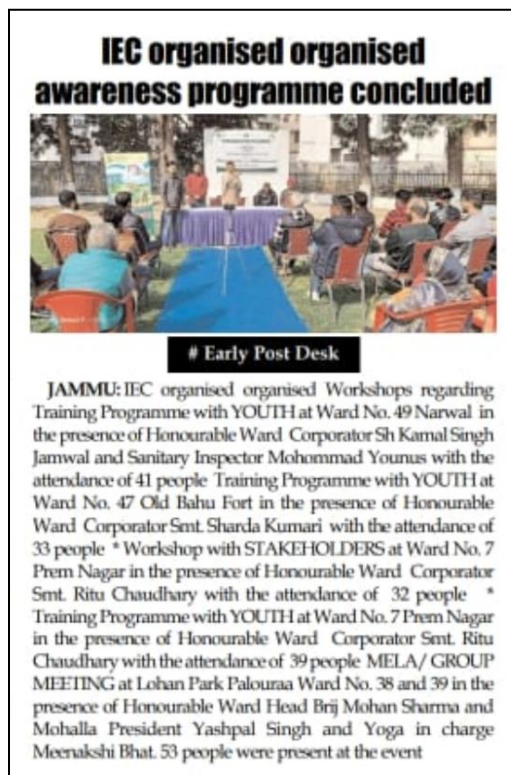 IEC organised organised
awareness programme concluded
# Early Post Desk
JAMMU: IEC organised organised Workshops regarding
Training Programme with YOUTH at Ward No. 49 Narwal in
the presence of Honourable Ward Corporator Sh Kamal Singh
Jamwal and Sanitary Inspector Mohommad Younus with the
attendance of 41 people Training Programme with YOUTH at
Ward No. 47 Old Bahu Fort in the presence of Honourable
Ward Corporator Smt. Sharda Kumari with the attendance of
33 people * Workshop with STAKEHOLDERS at Ward No. 7
Prem Nagar in the presence of Honourable Ward Corporator
Smt. Ritu Chaudhary with the attendance of 32 people *
Training Programme with YOUTH at Ward No. 7 Prem Nagar
in the presence of Honourable Ward Corporator Smt. Ritu
Chaudhary with the attendance of 39 people MELA/ GROUP
MEETING at Lohan Park Palouraa Ward No. 38 and 39 in the
presence of Honourable Ward Head Brij Mohan Sharma and
Mohalla President Yashpal Singh and Yoga in charge
Meenakshi Bhat. 53 people were present at the event